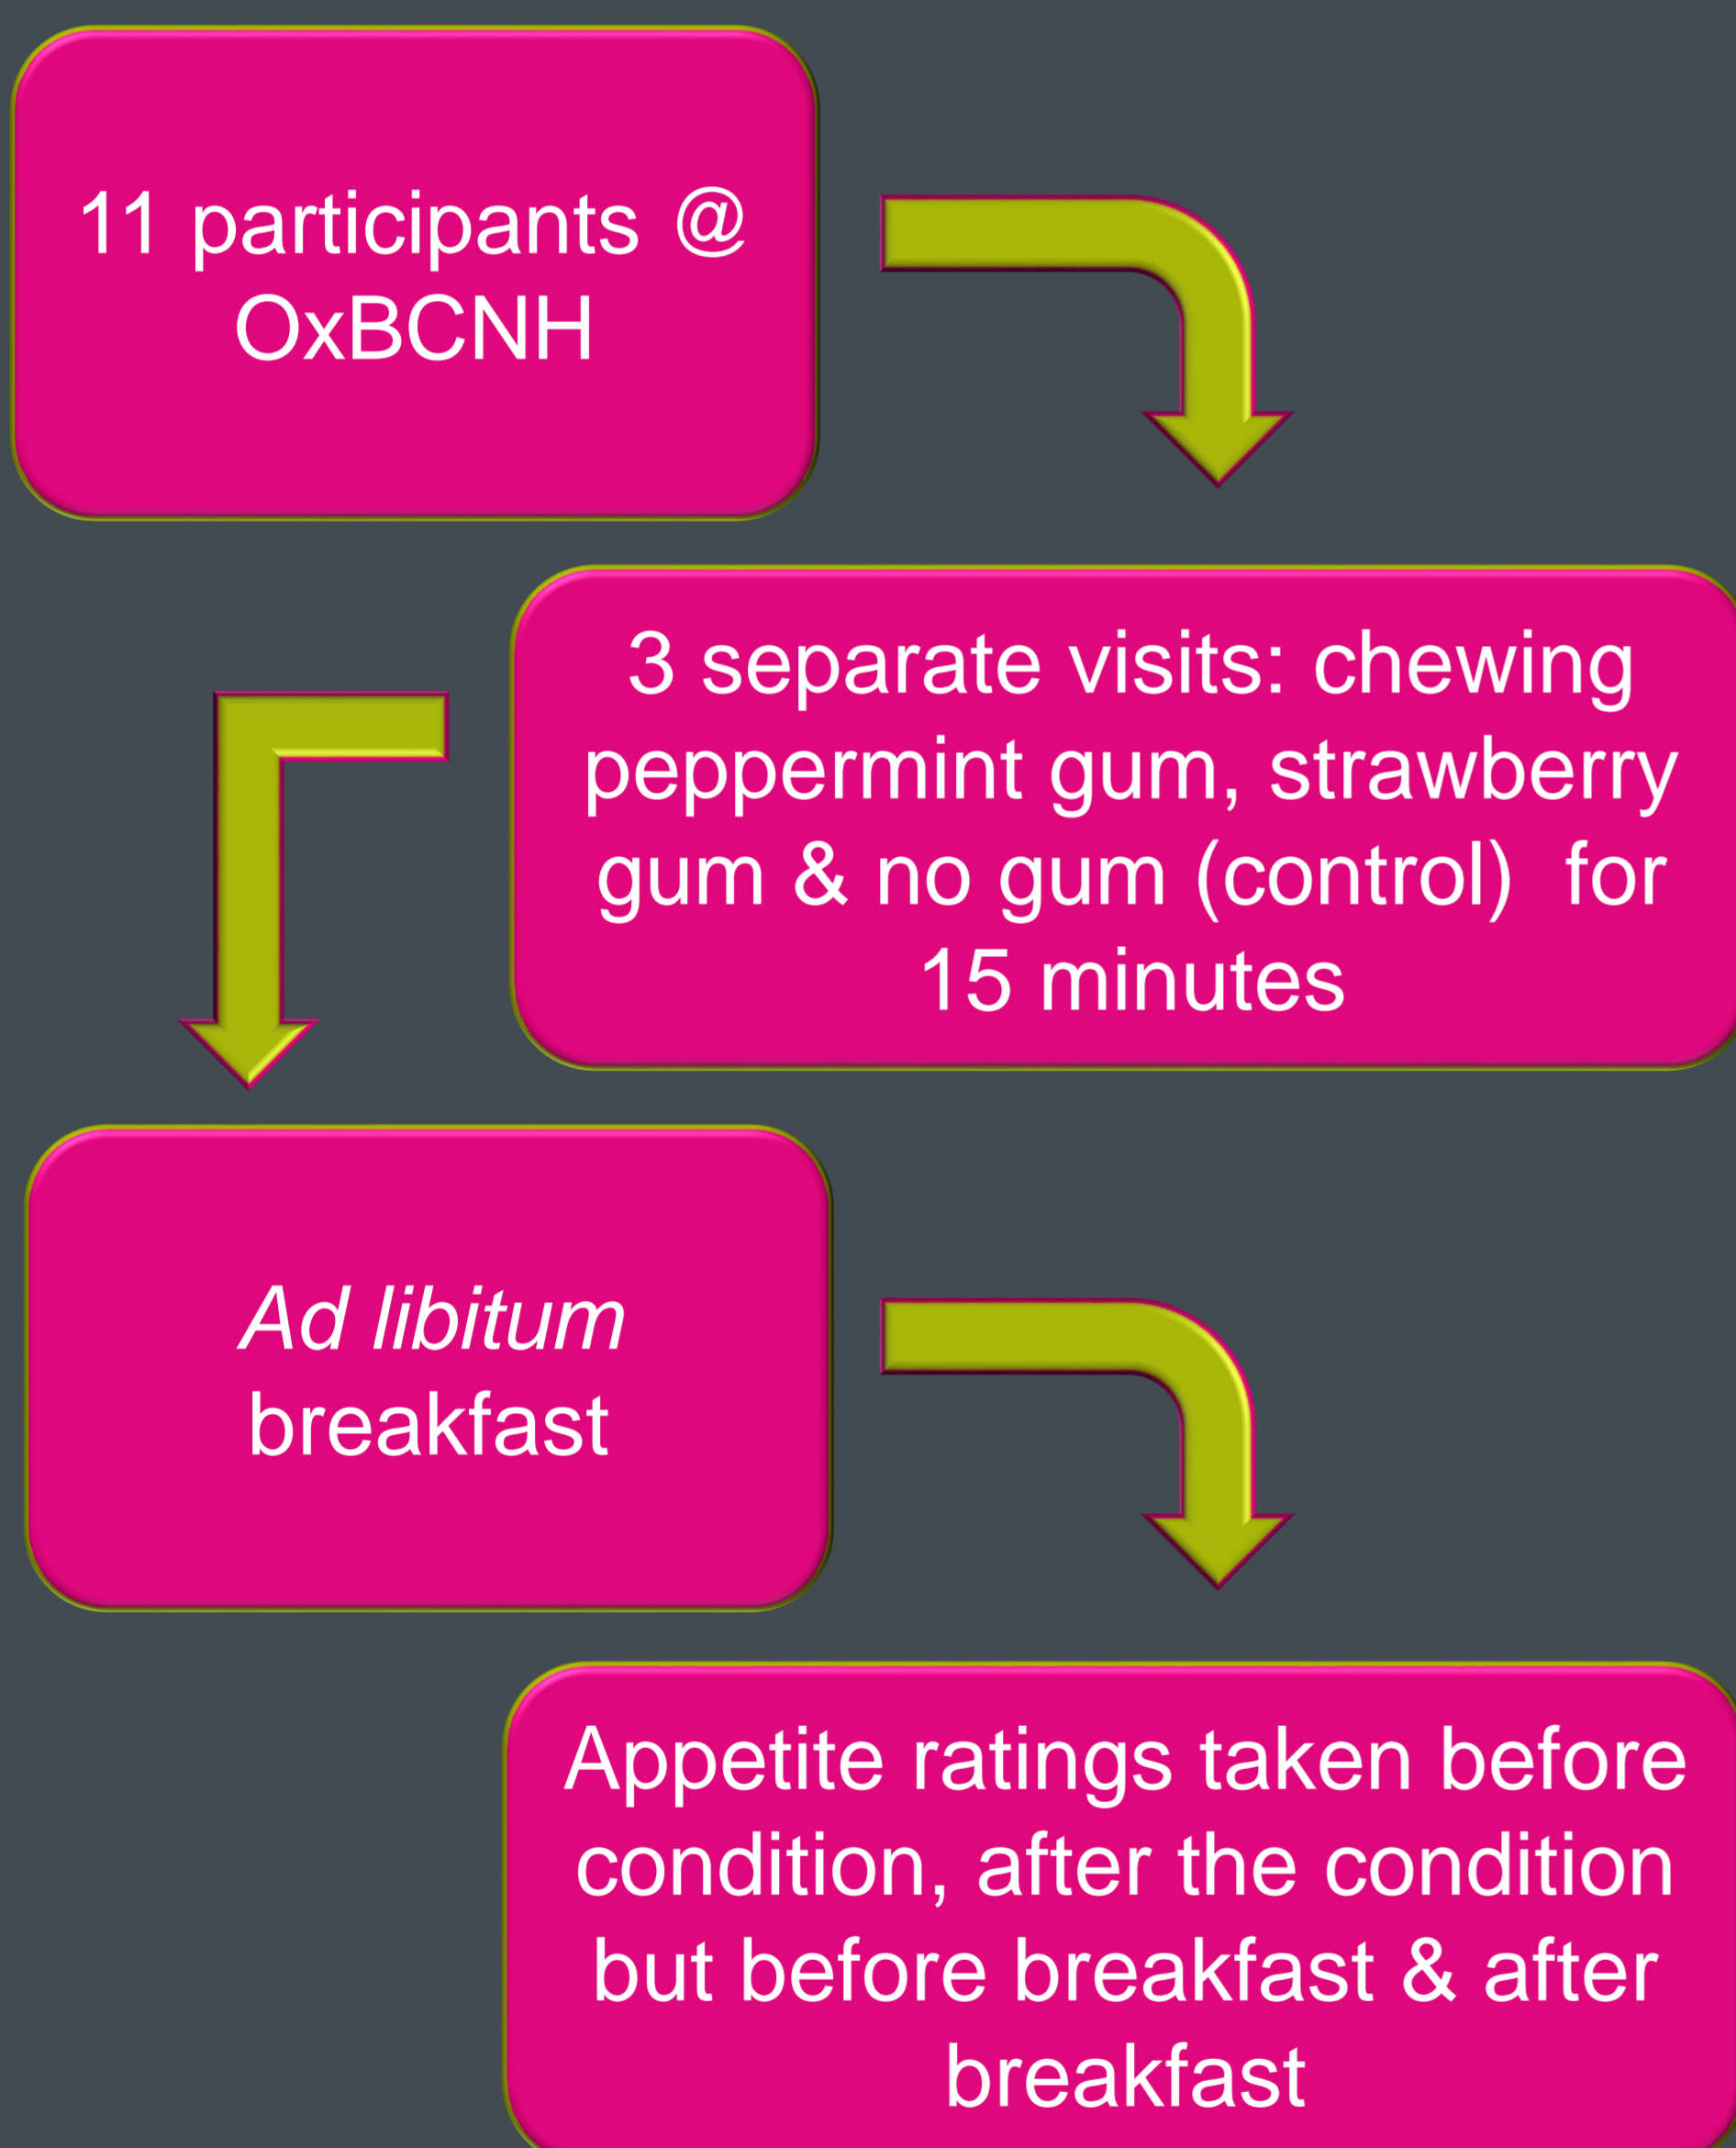 11 participants @
OxBCNH
3 separate visits: chewing
peppermint gum, strawberry
gum & no gum (control) for
15 minutes
Ad libitum
breakfast
Appetite ratings taken before
condition, after the condition
but before breakfast & after
breakfast